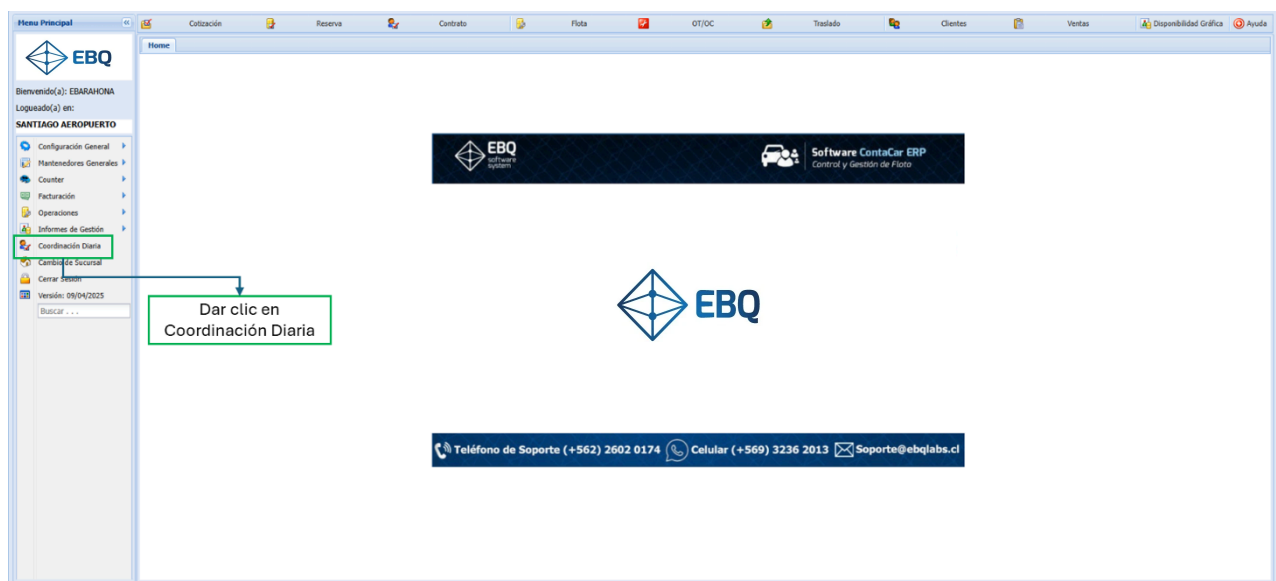 Menu Principal
Cotización
Reserva
Contrato
Flota
OT/OC
Traslado
Clientes
Ventas
Disponibilidad Gráfica
Ayuda
Home
EBQ
Bienvenido(a): EBARAHONA
Logueado(a) en:
SANTIAGO AEROPUERTO
Configuración General
Mantenedores Generales
Counter
Facturación
Operaciones
Informes de Gestión
Coordinación Diaria
Cambio de Sucursal
Cerrar Sesión
Versión: 09/04/2025
Buscar . . .
Dar clic en
Coordinación Diaria
EBQ
software
system
Software ContaCar ERP
Control y Gestión de Flota
EBQ
Teléfono de Soporte (+562) 2602 0174 Celular (+569) 3236 2013 Soporte@ebqlabs.cl